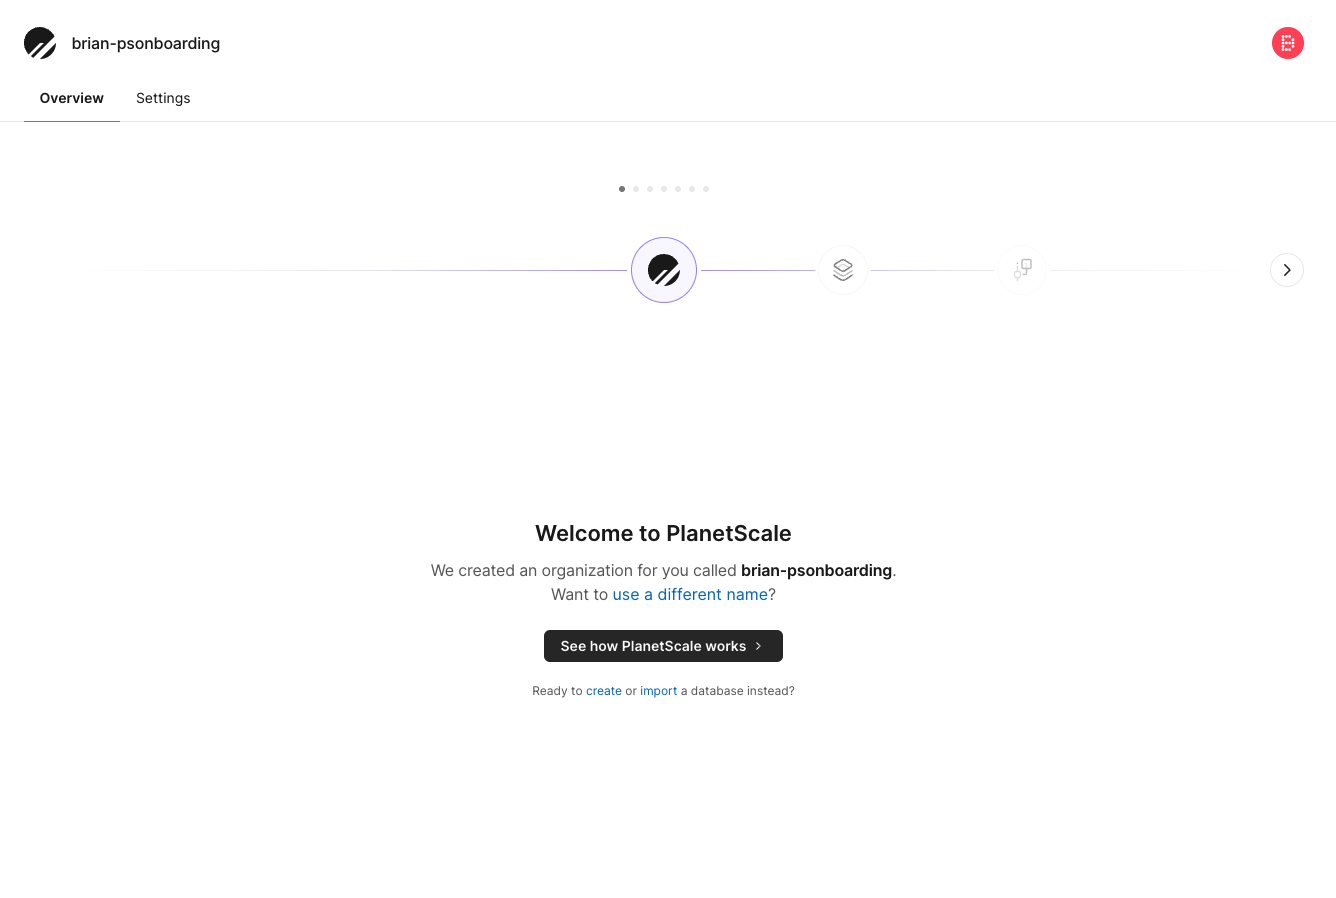 brian-psonboarding
Overview Settings
Welcome to PlanetScale
We created an organization for you called brian-psonboarding.
Want to use a different name?
See how PlanetScale works
Ready to create or import a database instead?